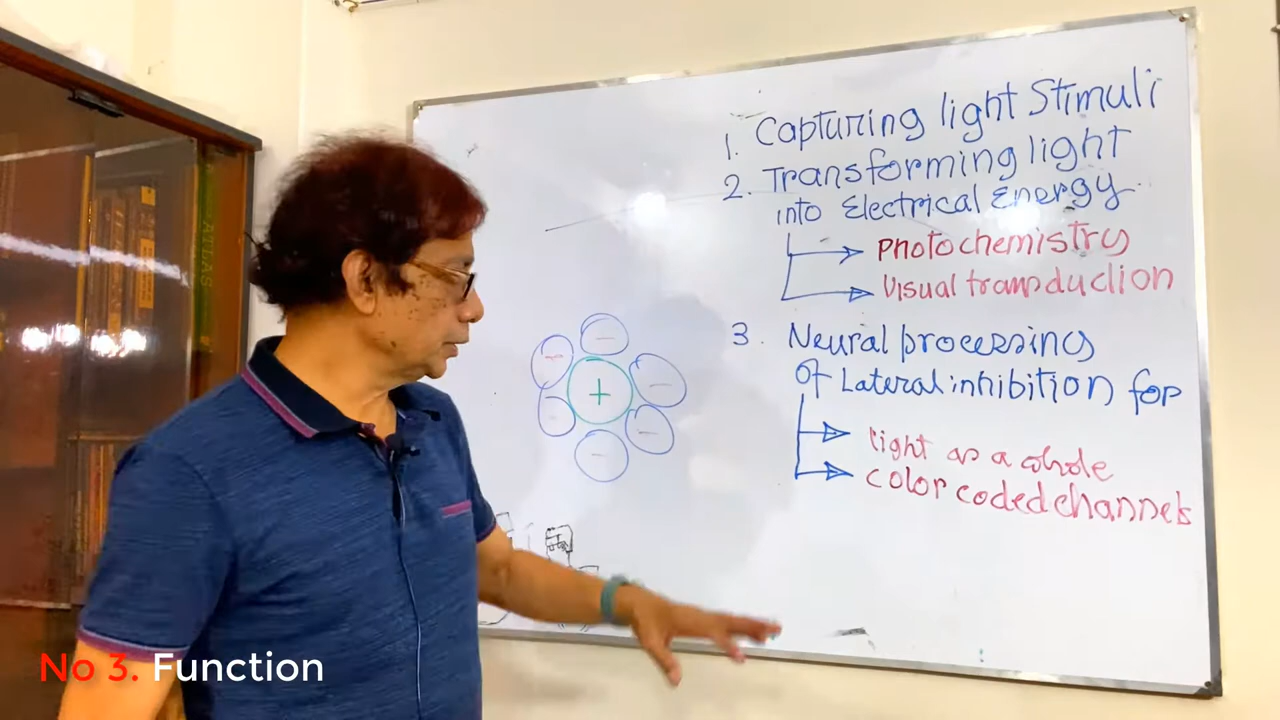 1. Capturing light Stimuli
2. Transforming light
into Electrical Energy
Photochemistry
Visual transduction
3. Neural processing
of Lateral inhibition for
light as a whole
color coded channels
+
ATLAS
No 3. Function